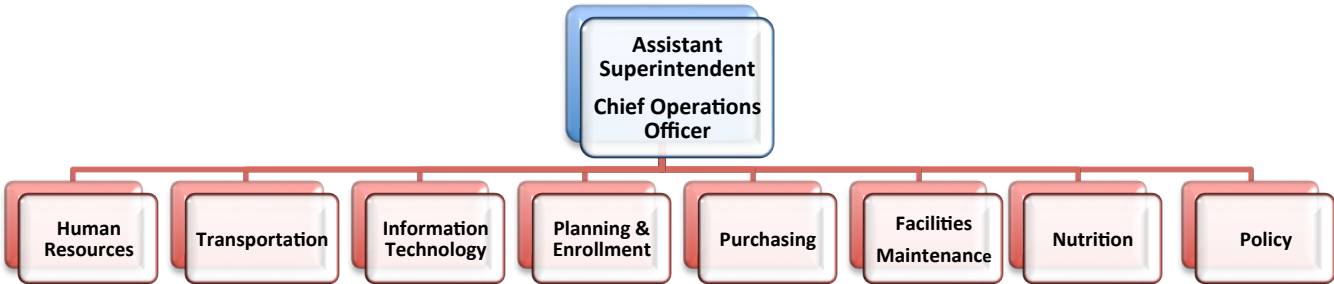 Assistant
Superintendent
Chief Operations
Officer
Human
Resources
Transportation
Information
Technology
Planning &
Enrollment
Purchasing
Facilities
Maintenance
Nutrition
Policy